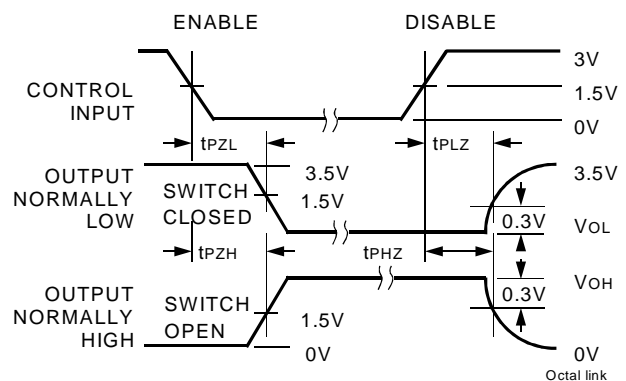 ENABLE DISABLE
3V
CONTROL
INPUT
1.5V
0V
tPZL tPLZ
OUTPUT
NORMALLY
LOW
SWITCH
CLOSED
3.5V
1.5V
3.5V
0.3V
VOL
tPZH tPHZ
VOH
0.3V
OUTPUT
NORMALLY
HIGH
SWITCH
OPEN
1.5V
0V
0V
Octal link